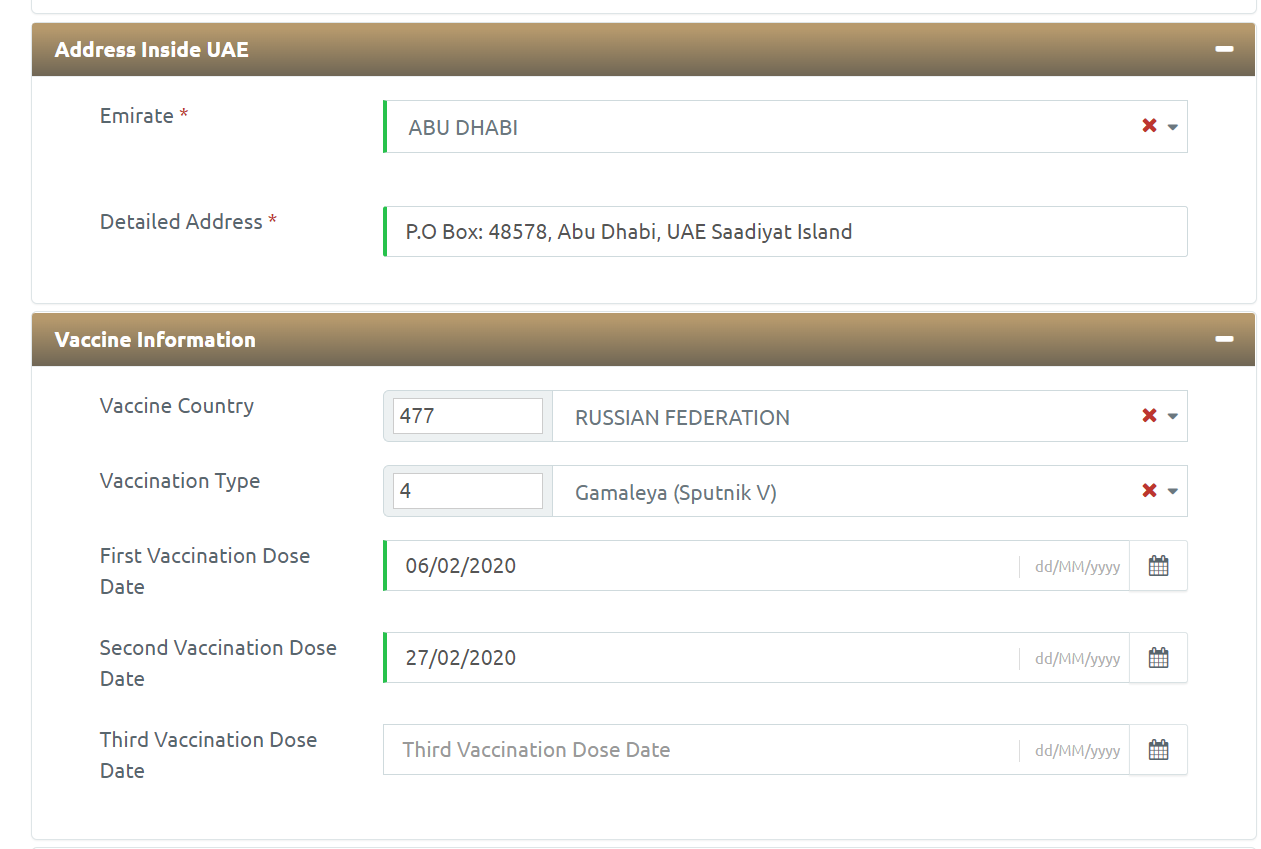 Address Inside UAE
Emirate *
ABU DHABI
Detailed Address *
P.O Box: 48578, Abu Dhabi, UAE Saadiyat Island
Vaccine Information
Vaccine Country
477
RUSSIAN FEDERATION
Vaccination Type
4
Gamaleya (Sputnik V)
First Vaccination Dose
Date
06/02/2020
dd/MM/yyyy
Second Vaccination Dose
Date
27/02/2020
dd/MM/yyyy
Third Vaccination Dose
Date
Third Vaccination Dose Date
dd/MM/yyyy